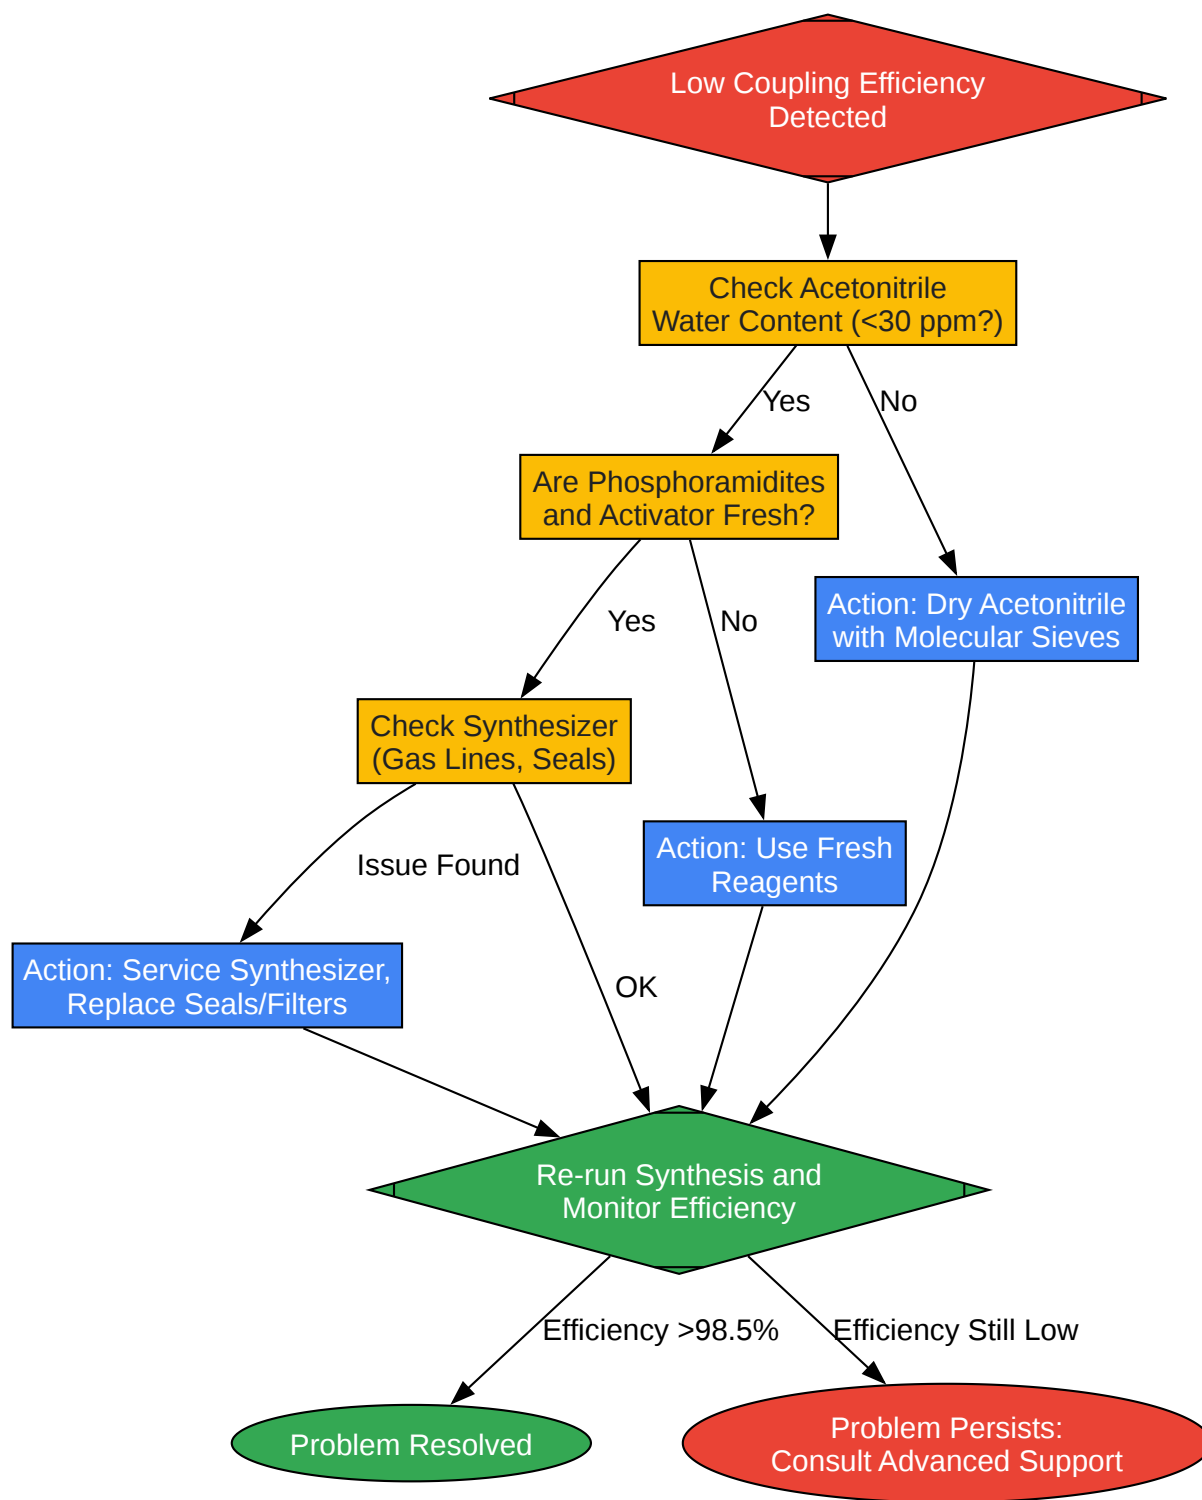 Low Coupling Efficiency
Detected
Check Acetonitrile
Water Content (<30 ppm?)
Yes
No
Are Phosphoramidites
and Activator Fresh?
Action: Dry Acetonitrile
with Molecular Sieves
Yes
No
Check Synthesizer
(Gas Lines, Seals)
Action: Use Fresh
Reagents
Issue Found
Action: Service Synthesizer,
Replace Seals/Filters
OK
Re-run Synthesis and
Monitor Efficiency
Efficiency >98.5%
Efficiency Still Low
Problem Resolved
Problem Persists:
Consult Advanced Support